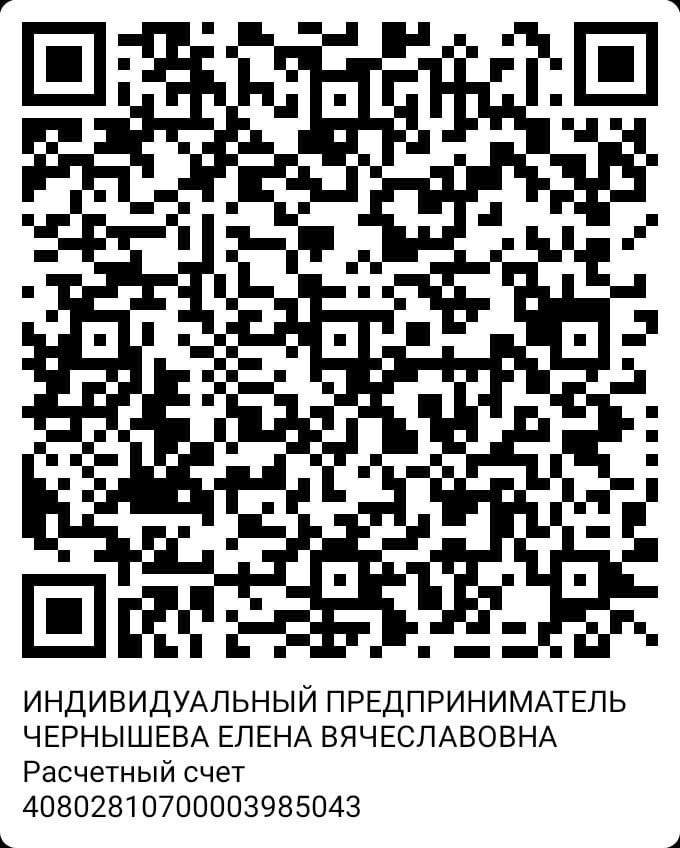 ИНДИВИДУАЛЬНЫЙ ПРЕДПРИНИМАТЕЛЬ
ЧЕРНЫШЕВА ЕЛЕНА ВЯЧЕСЛАВОВНА
Расчетный счет
40802810700003985043